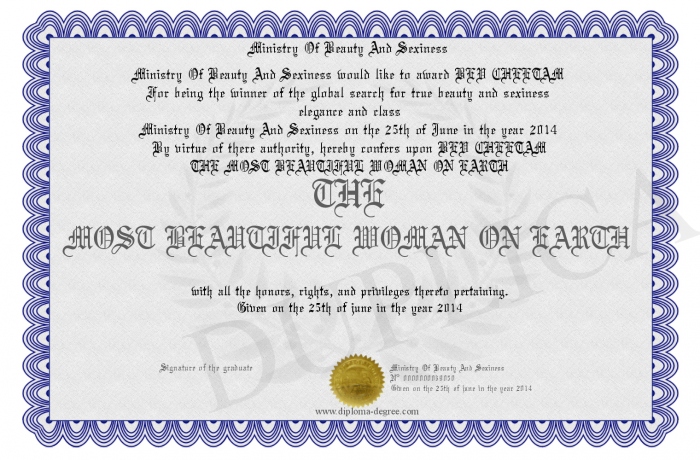 Ministry Of Beauty And Sexiness
Ministry Of Beauty And Sexiness would like to award BEV CHEETAM
For being the winner of the global search for true beauty and sexiness
elegance and class
Ministry Of Beauty And Sexiness on the 25th of June in the year 2014
By virtue of there authority, hereby confers upon BEV CHEETAM
THE MOST BEAUTIFUL WOMAN ON EARTH
THE
MOST BEAUTIFUL WOMAN ON EARTH
with all the honors, rights, and privileges thereto pertaining.
Given on the 25th of june in the year 2014
DUPLICA
Signature of the graduate
Ministry Of Beauty And Sexiness
Given on the 25th of june in the year 2014
www.diploma-degree.com